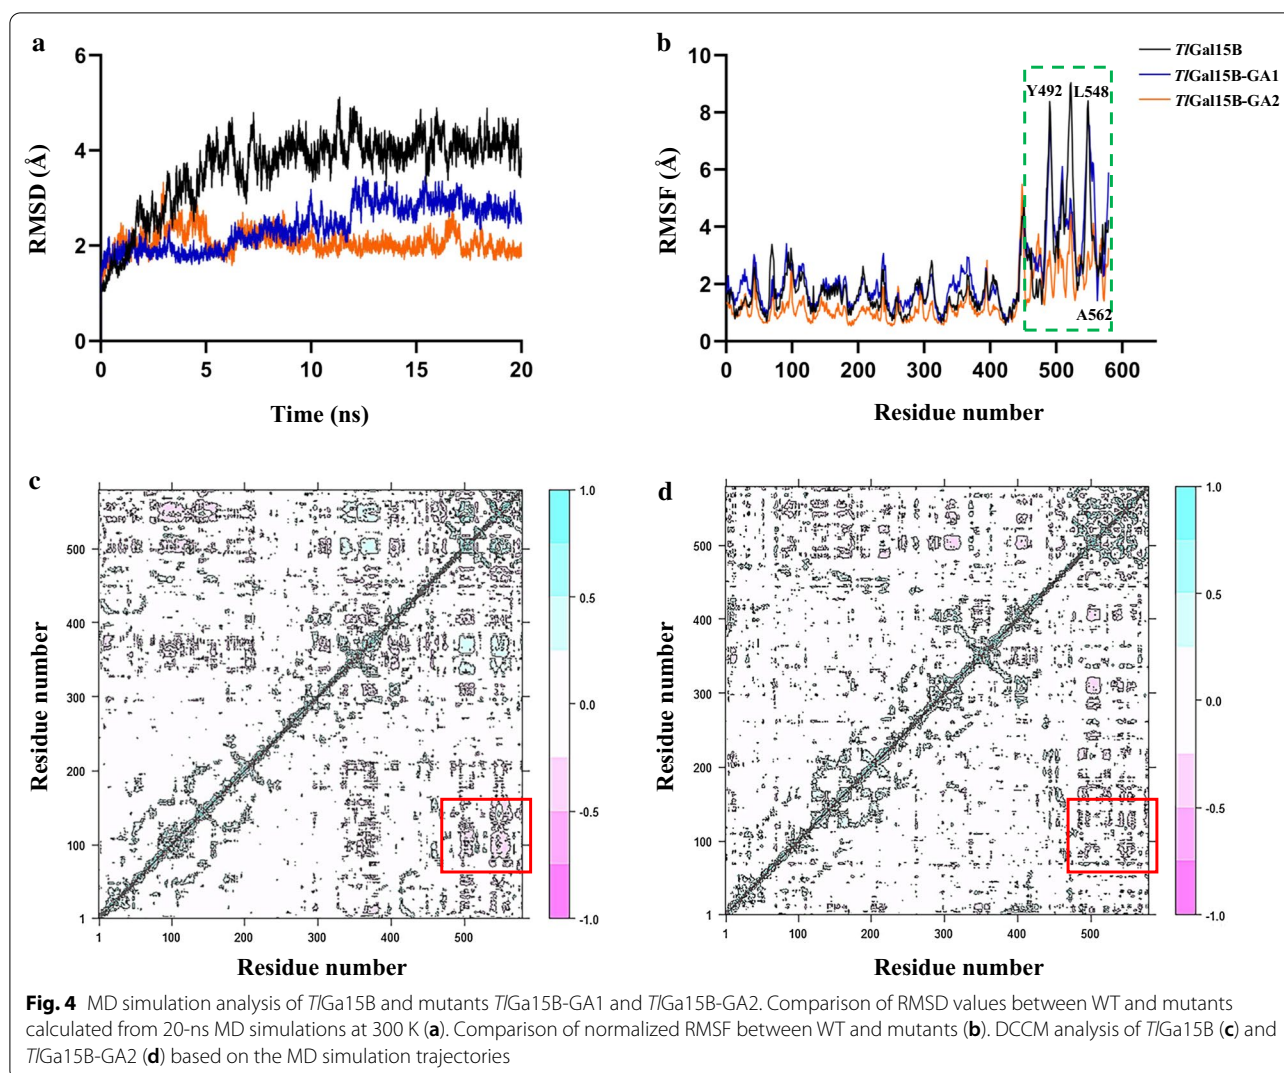 a
6
4
2
0
RMSD (Å)
0 5 10 15 20
Time (ns)
b
10
8
6
4
2
0
RMSF (Å)
Y492
L548
A562
0 100 200 300 400 500 600
Residue number
TlGal15B
TlGal15B-GA1
TlGal15B-GA2
c
500
400
300
200
100
1
Residue number
1 100 200 300 400 500
Residue number
1.0
0.5
0.0
-0.5
-1.0
d
500
400
300
200
100
1
Residue number
1 100 200 300 400 500
Residue number
1.0
0.5
0.0
-0.5
-1.0
Fig. 4 MD simulation analysis of TlGa15B and mutants TlGa15B-GA1 and TlGa15B-GA2. Comparison of RMSD values between WT and mutants
calculated from 20-ns MD simulations at 300 K (a). Comparison of normalized RMSF between WT and mutants (b). DCCM analysis of TlGa15B (c) and
TlGa15B-GA2 (d) based on the MD simulation trajectories